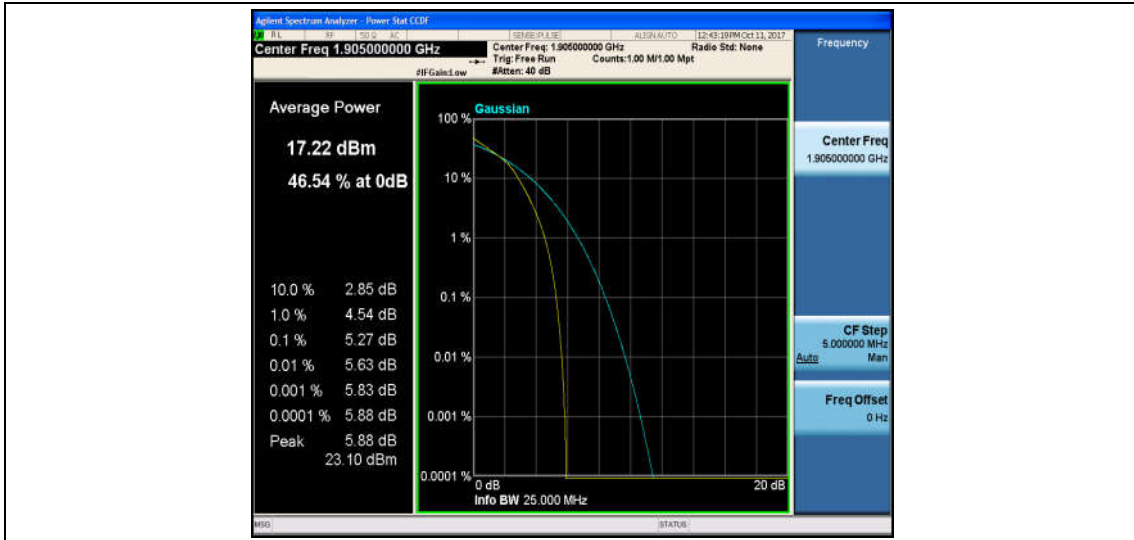 Agilent Spectrum Analyzer - Power Stat CCDF
RL RF 50 Ω AC SENSE:PULSE ALIGN AUTO 12:43:19 PM Oct 11, 2017
Center Freq 1.905000000 GHz
Center Freq: 1.905000000 GHz Radio Std: None
Trig: Free Run Counts:1.00 M/1.00 Mpt
#IFGain:Low #Atten: 40 dB
Frequency
Average Power
17.22 dBm
46.54 % at 0dB
10.0 % 2.85 dB
1.0 % 4.54 dB
0.1 % 5.27 dB
0.01 % 5.63 dB
0.001 % 5.83 dB
0.0001 % 5.88 dB
Peak 5.88 dB
23.10 dBm
Gaussian
100 %
10 %
1 %
0.1 %
0.01 %
0.001 %
0.0001 %
0 dB 20 dB
Info BW 25.000 MHz
Center Freq
1.905000000 GHz
CF Step
5.000000 MHz
Auto Man
Freq Offset
0 Hz
MSG STATUS